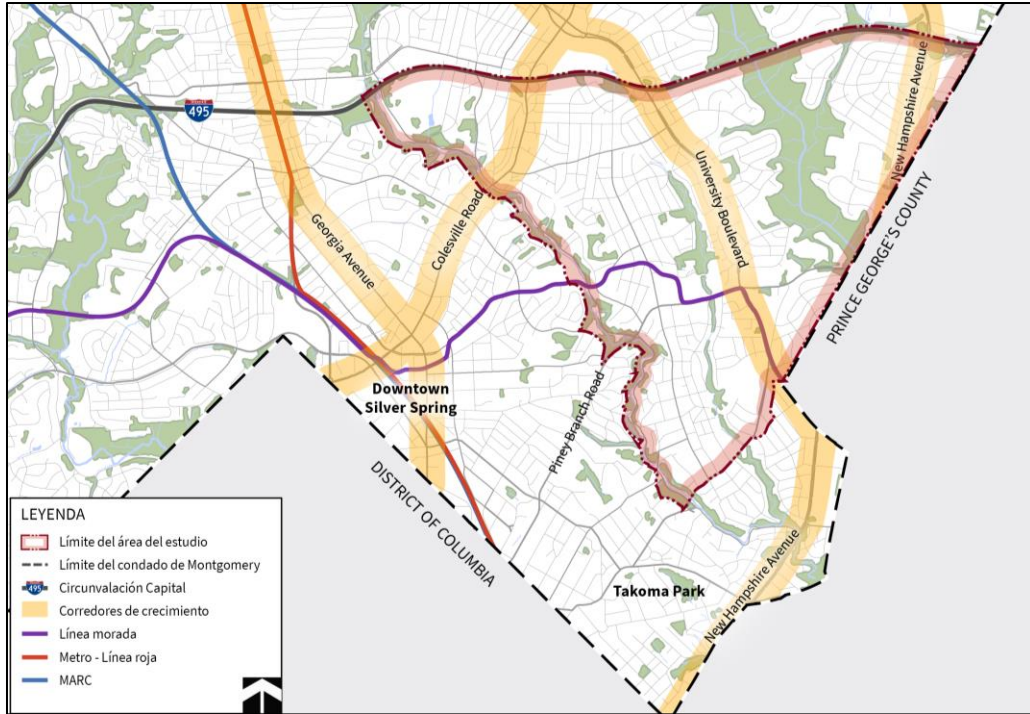 495
Georgia Avenue
Colesville Road
University Boulevard
New Hampshire Avenue
PRINCE GEORGE'S COUNTY
Downtown
Silver Spring
Piney Branch Road
DISTRICT OF COLUMBIA
Takoma Park
New Hampshire Avenue
LEYENDA
Límite del área del estudio
Límite del condado de Montgomery
495
Circunvalación Capital
Corredores de crecimiento
Línea morada
Metro - Línea roja
MARC